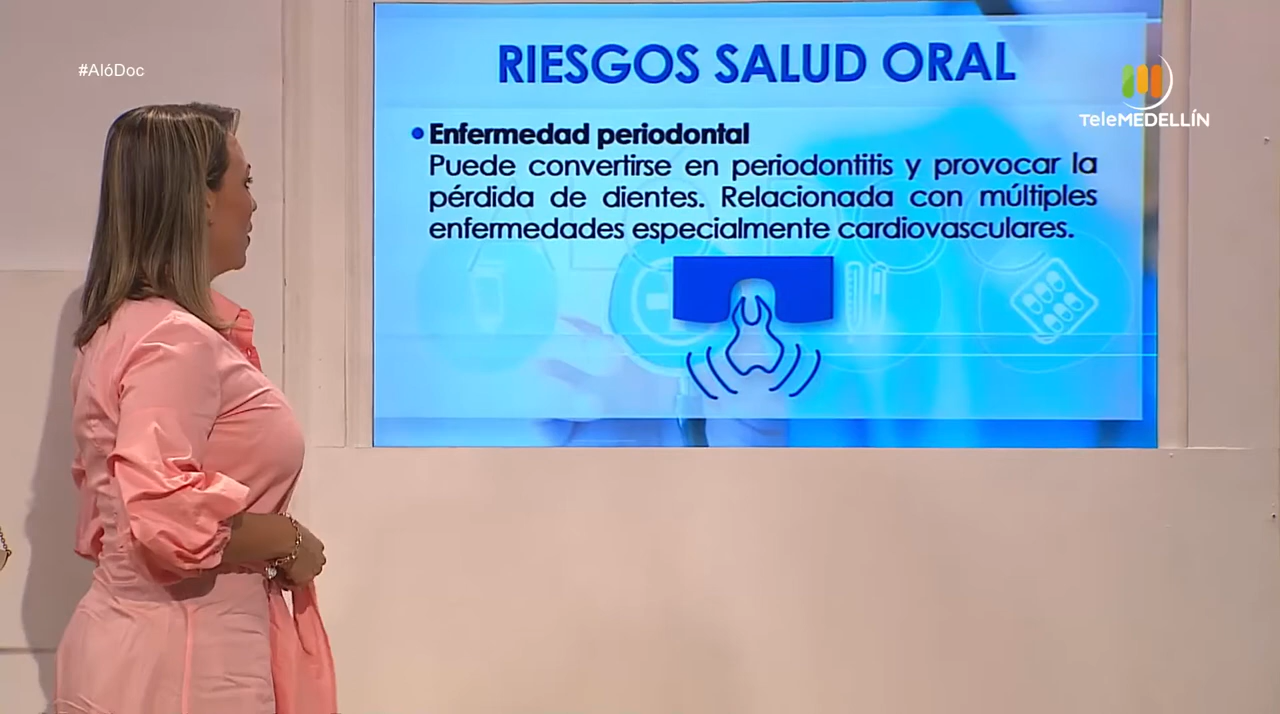 #AlóDoc
RIESGOS SALUD ORAL
TeleMEDELLÍN
• Enfermedad periodontal
Puede convertirse en periodontitis y provocar la
pérdida de dientes. Relacionada con múltiples
enfermedades especialmente cardiovasculares.